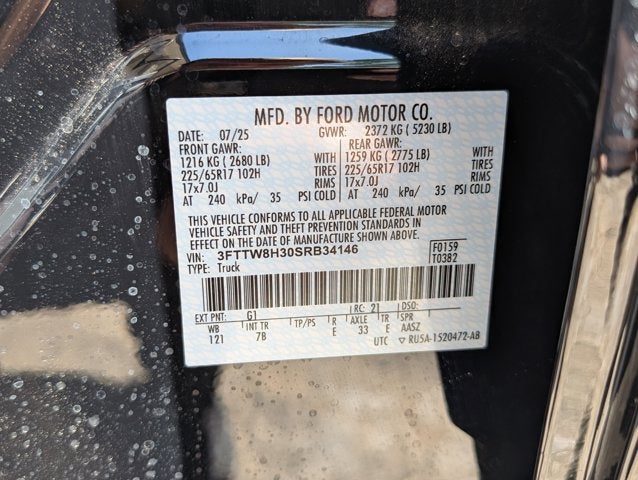 MFD. BY FORD MOTOR CO.
DATE: 07/25 GVWR: 2372 KG ( 5230 LB)
FRONT GAWR: REAR GAWR:
1216 KG ( 2680 LB) WITH 1259 KG ( 2775 LB) WITH
225/65R17 102H TIRES 225/65R17 102H TIRES
17x7.0J RIMS 17x7.0J RIMS
AT 240 kPa/ 35 PSI COLD AT 240 kPa/ 35 PSI COLD
THIS VEHICLE CONFORMS TO ALL APPLICABLE FEDERAL MOTOR
VEHICLE SAFETY AND THEFT PREVENTION STANDARDS IN EFFECT
ON THE DATE OF MANUFACTURE SHOWN ABOVE.
VIN: 3FTTW8H30SRB34146 F0159
TYPE: Truck T0382
EXT PNT: G1 RC: 21 DSO:
WB INT TR TP/PS R AXLE TR SPR
121 7B E 33 E AASZ
UTC ▽ RU5A-1520472-AB